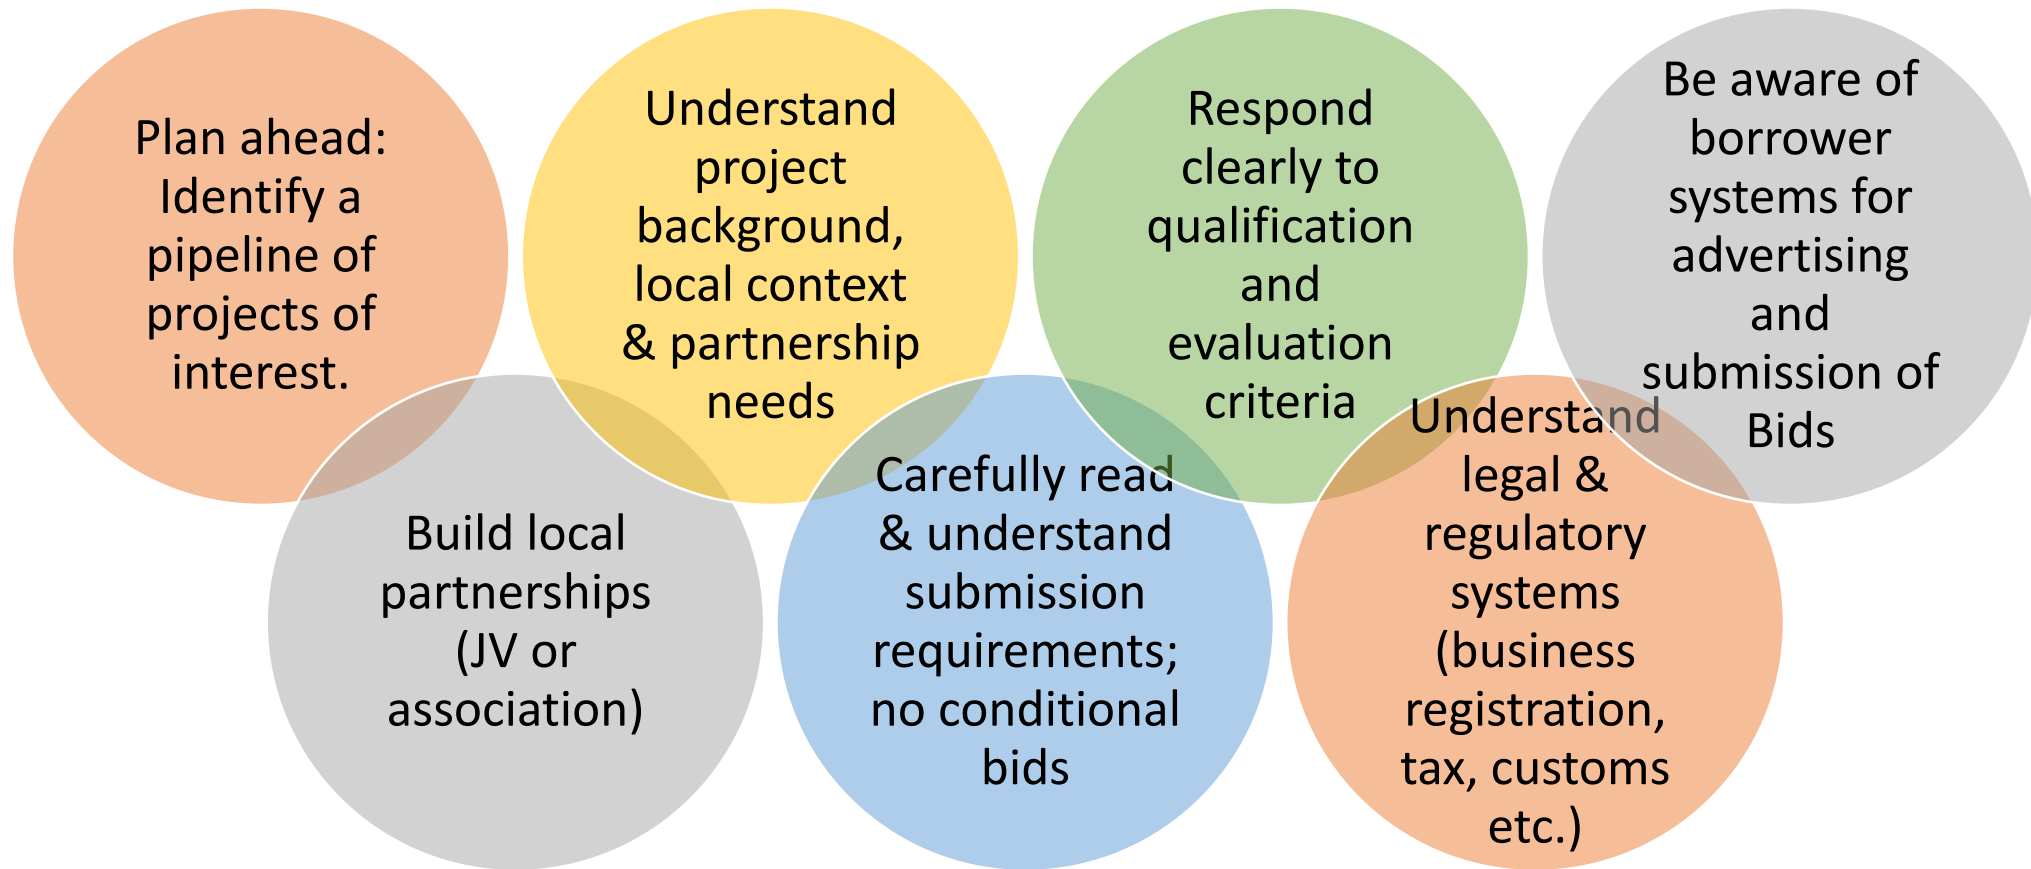 Plan ahead:
Identify a
pipeline of
projects of
interest.
Build local
partnerships
(JV or
association)
Understand
project
background,
local context
& partnership
needs
Carefully read
& understand
submission
requirements;
no conditional
bids
Respond
clearly to
qualification
and
evaluation
criteria
Understand
legal &
regulatory
systems
(business
registration,
tax, customs
etc.)
Be aware of
borrower
systems for
advertising
and
submission of
Bids